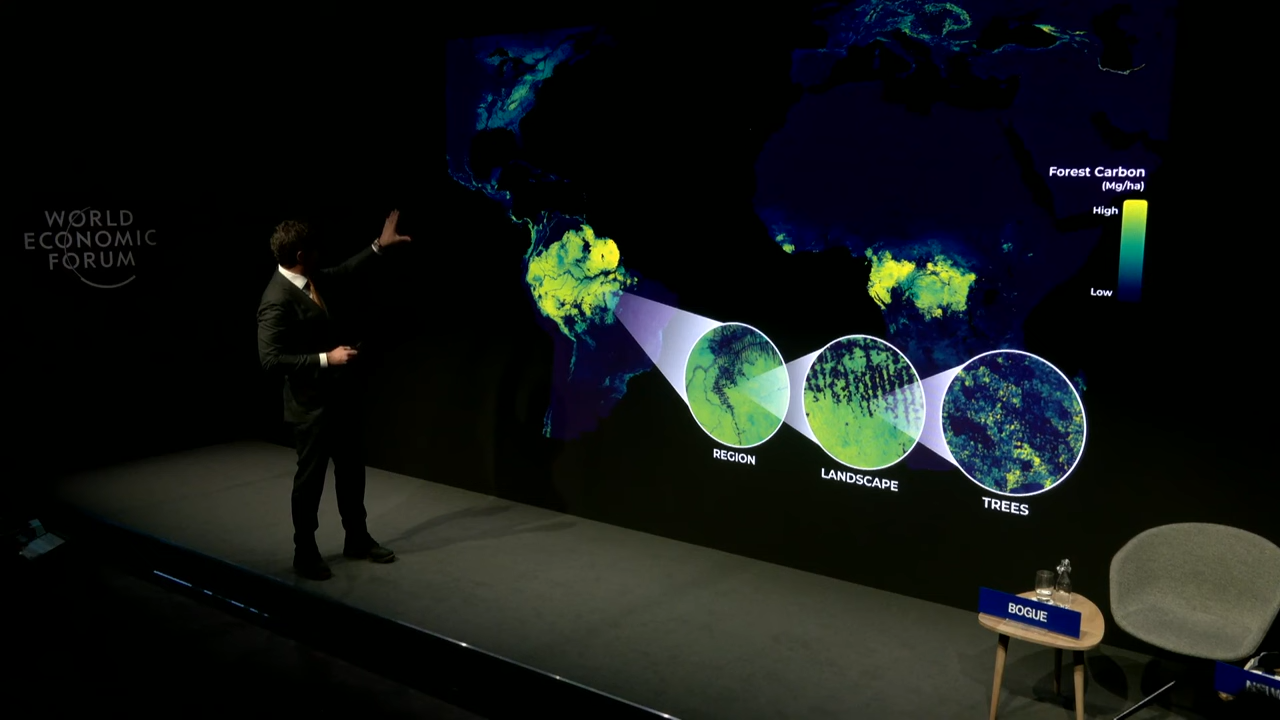 WORLD
ECONOMIC
FORUM
Forest Carbon
(Mg/ha)
High
Low
REGION
LANDSCAPE
TREES
BOGUE